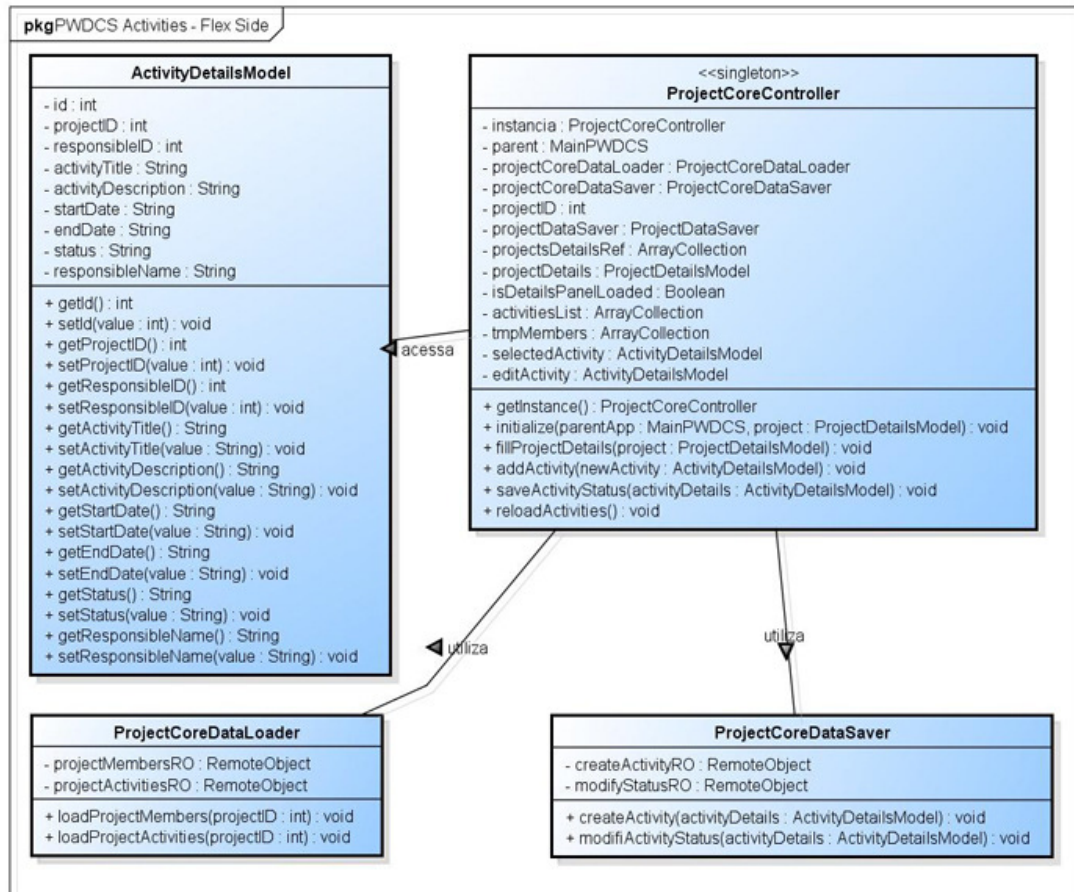 pkgPWDCS Activities - Flex Side
ActivityDetailsModel
- id : int
- projectID : int
- responsibleID : int
- activityTitle : String
- activityDescription : String
- startDate : String
- endDate : String
- status : String
- responsibleName : String
+ getId() : int
+ setId(value : int) : void
+ getProjectID() : int
+ setProjectID(value : int) : void
+ getResponsibleID() : int
+ setResponsibleID(value : int) : void
+ getActivityTitle() : String
+ setActivityTitle(value : String) : void
+ getActivityDescription() : String
+ setActivityDescription(value : String) : void
+ getStartDate() : String
+ setStartDate(value : String) : void
+ getEndDate() : String
+ setEndDate(value : String) : void
+ getStatus() : String
+ setStatus(value : String) : void
+ getResponsibleName() : String
+ setResponsibleName(value : String) : void
acessa
<<singleton>>
ProjectCoreController
- instancia : ProjectCoreController
- parent : MainPWDCS
- projectCoreDataLoader : ProjectCoreDataLoader
- projectCoreDataSaver : ProjectCoreDataSaver
- projectID : int
- projectDataSaver : ProjectDataSaver
- projectsDetailsRef : ArrayCollection
- projectDetails : ProjectDetailsModel
- isDetailsPanelLoaded : Boolean
- activitiesList : ArrayCollection
- tmpMembers : ArrayCollection
- selectedActivity : ActivityDetailsModel
- editActivity : ActivityDetailsModel
+ getInstance() : ProjectCoreController
+ initialize(parentApp : MainPWDCS, project : ProjectDetailsModel) : void
+ fillProjectDetails(project : ProjectDetailsModel) : void
+ addActivity(newActivity : ActivityDetailsModel) : void
+ saveActivityStatus(activityDetails : ActivityDetailsModel) : void
+ reloadActivities() : void
utiliza
utiliza
ProjectCoreDataLoader
- projectMembersRO : RemoteObject
- projectActivitiesRO : RemoteObject
+ loadProjectMembers(projectID : int) : void
+ loadProjectActivities(projectID : int) : void
ProjectCoreDataSaver
- createActivityRO : RemoteObject
- modifyStatusRO : RemoteObject
+ createActivity(activityDetails : ActivityDetailsModel) : void
+ modifiActivityStatus(activityDetails : ActivityDetailsModel) : void